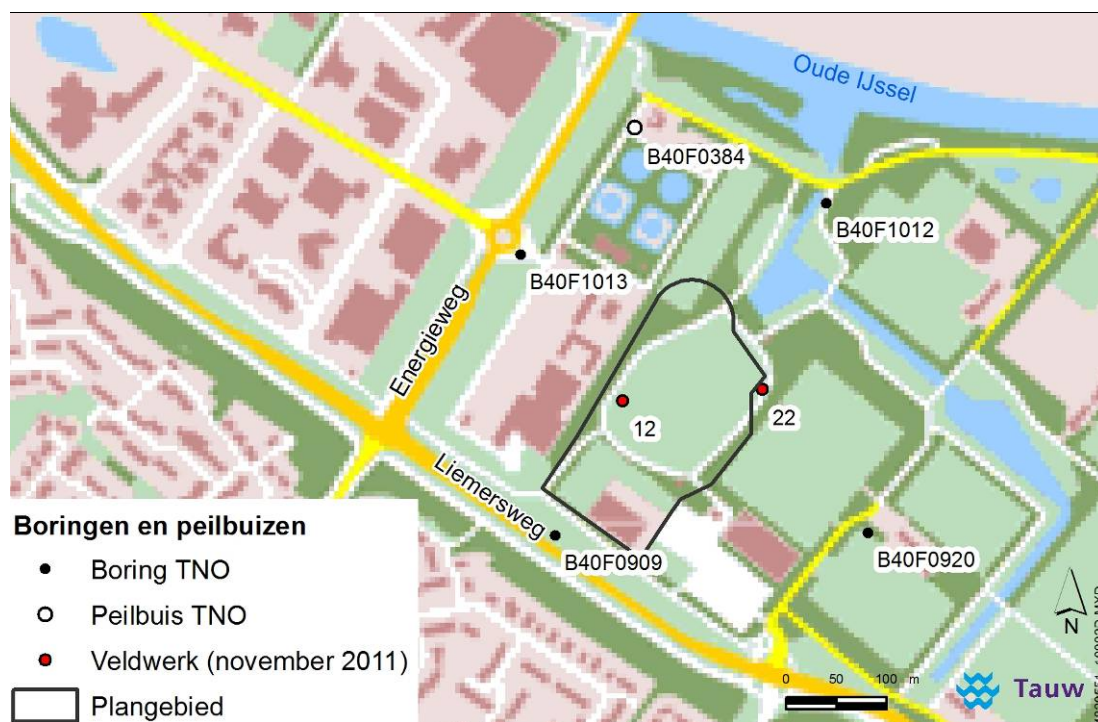 Oude IJssel
B40F0384
B40F1012
B40F1013
Energieweg
12
22
Liemersweg
B40F0909
B40F0920
Boringen en peilbuizen
Boring TNO
Peilbuis TNO
Veldwerk (november 2011)
Plangebied
N
0 50 100 m
Tauw